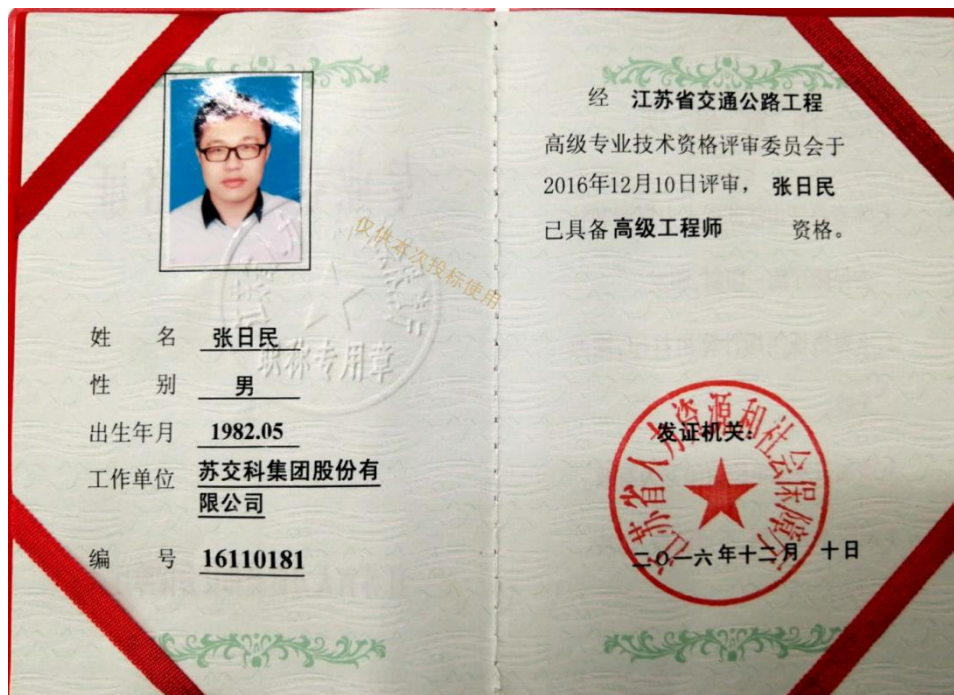 姓 名 张日民
性 别 男
出生年月 1982.05
工作单位 苏交科集团股份有
限公司
编 号 16110181
职称专用章
仅供本次投标使用
经 江苏省交通公路工程
高级专业技术资格评审委员会于
2016年12月10日评审，张日民
已具备 高级工程师 资格。
江苏省人力资源和社会保障厅
发证机关：
二〇一六年十二月 十日